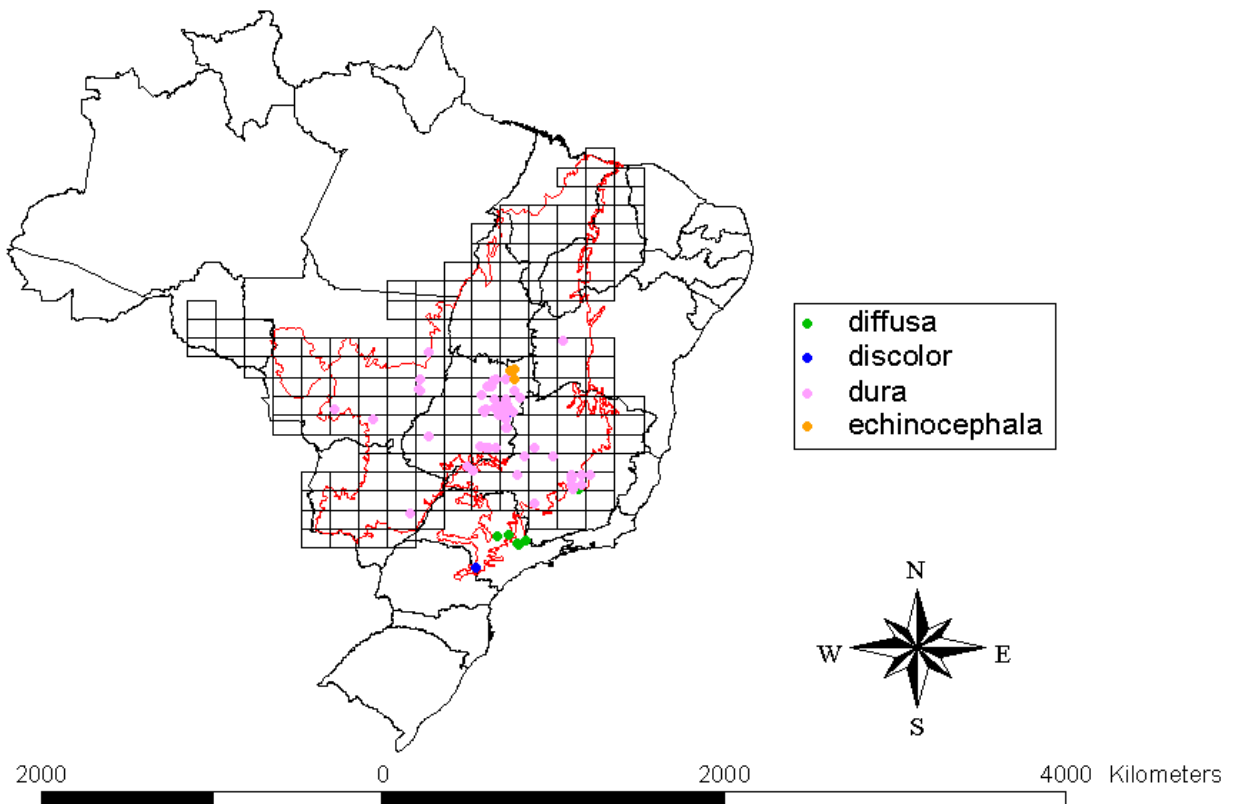 diffusa
discolor
dura
echinocephala
N
W E
S
2000 0 2000 4000 Kilometers